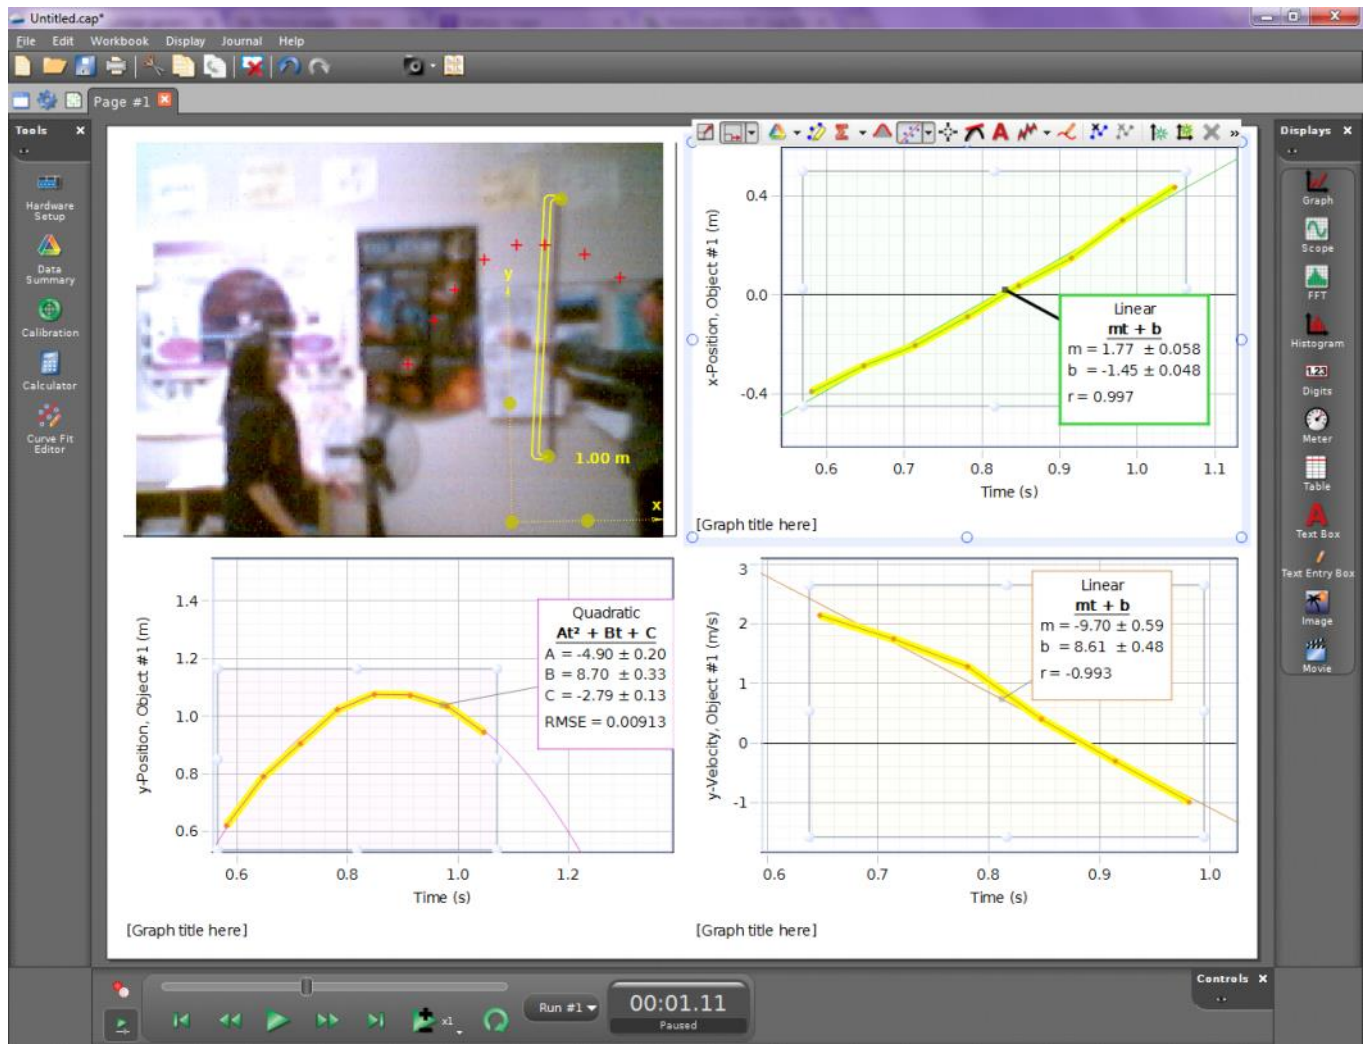 Untitled.cap*
File Edit Workbook Display Journal Help
Page #1
Tools
Hardware
Setup
Data
Summary
Calibration
Calculator
Curve Fit
Editor
y
1.00 m
x
x-Position, Object #1 (m)
0.4
0.0
-0.4
Linear
mt + b
m = 1.77 ± 0.058
b = -1.45 ± 0.048
r = 0.997
0.6 0.7 0.8 0.9 1.0 1.1
Time (s)
[Graph title here]
y-Position, Object #1 (m)
1.4
1.2
1.0
0.8
0.6
Quadratic
At² + Bt + C
A = -4.90 ± 0.20
B = 8.70 ± 0.33
C = -2.79 ± 0.13
RMSE = 0.00913
0.6 0.8 1.0 1.2
Time (s)
[Graph title here]
y-Velocity, Object #1 (m/s)
3
2
1
0
-1
Linear
mt + b
m = -9.70 ± 0.59
b = 8.61 ± 0.48
r = -0.993
0.6 0.7 0.8 0.9 1.0
Time (s)
[Graph title here]
Displays
Graph
Scope
FFT
Histogram
1.23
Digits
Meter
Table
Text Box
Text Entry Box
Image
Movie
x1
Run #1
00:01.11
Paused
Controls